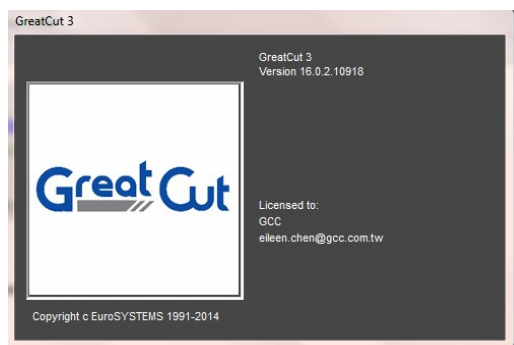 GreatCut 3
GreatCut 3
Version 16.0.2.10918
Great Cut
Licensed to:
GCC
eileen.chen@gcc.com.tw
Copyright c EuroSYSTEMS 1991-2014